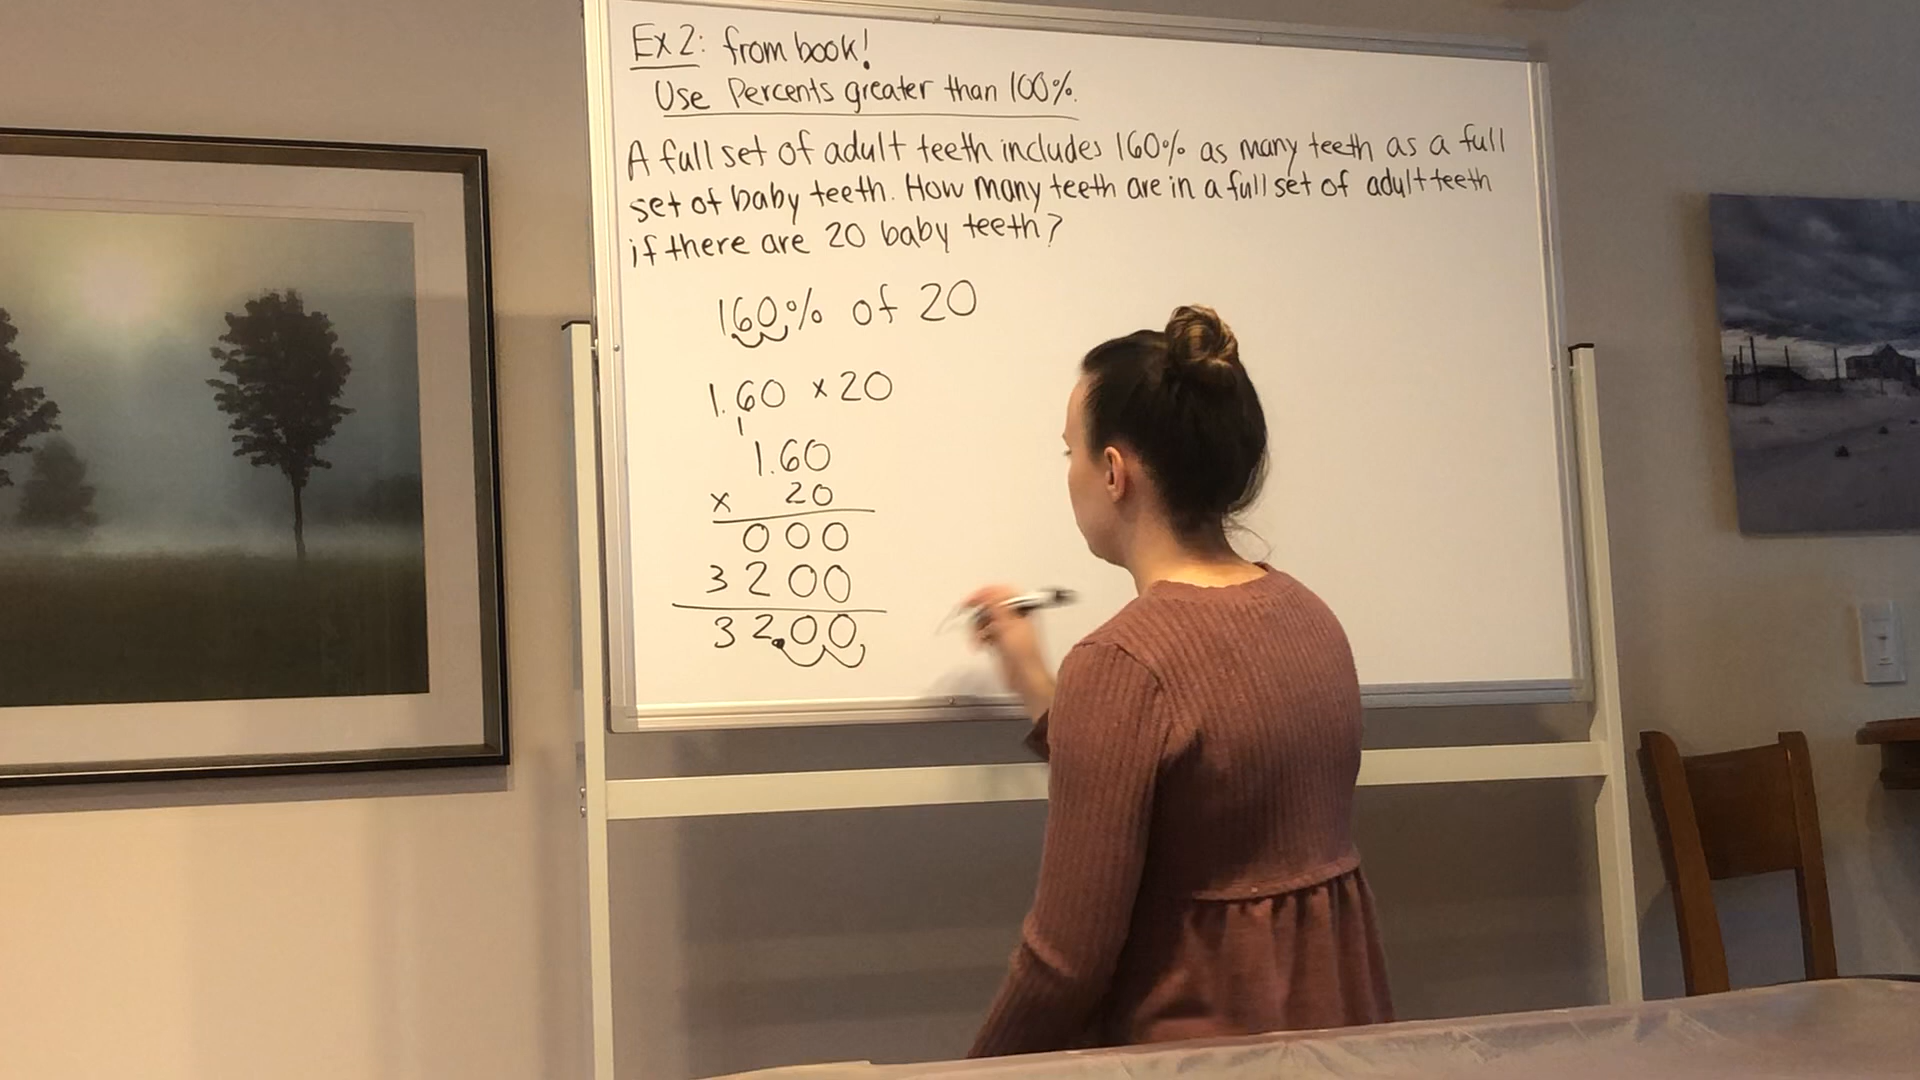 Ex 2: from book!
Use Percents greater than 100%.
A full set of adult teeth includes 160% as many teeth as a full
set of baby teeth. How many teeth are in a full set of adult teeth
if there are 20 baby teeth?
160% of 20
1.60 x 20
1
1.60
x 20
000
3200
32.00